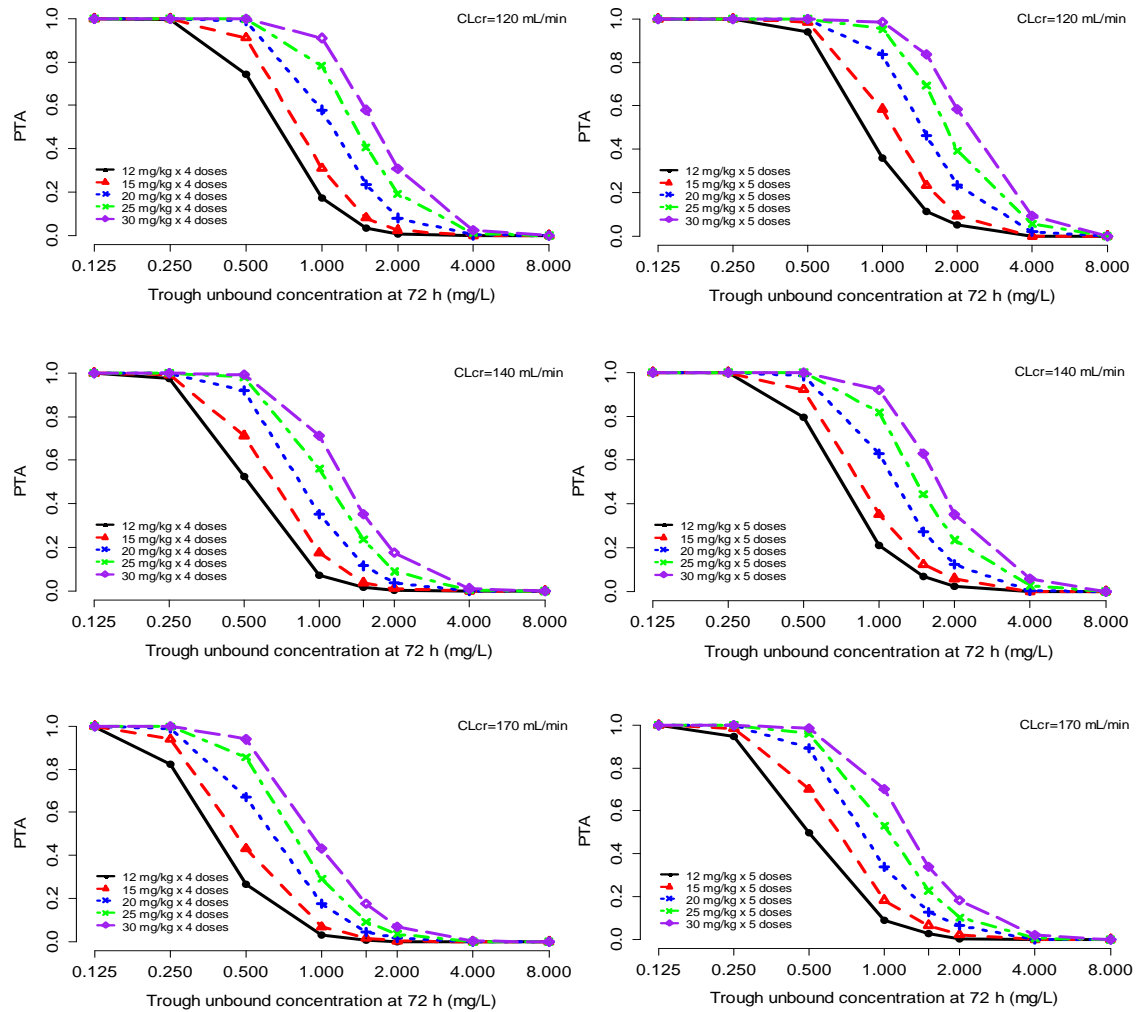 CLcr=120 mL/min
PTA
1.0
0.8
0.6
0.4
0.2
0.0
12 mg/kg x 4 doses
15 mg/kg x 4 doses
20 mg/kg x 4 doses
25 mg/kg x 4 doses
30 mg/kg x 4 doses
0.125 0.250 0.500 1.000 2.000 4.000 8.000
Trough unbound concentration at 72 h (mg/L)
CLcr=120 mL/min
PTA
1.0
0.8
0.6
0.4
0.2
0.0
12 mg/kg x 5 doses
15 mg/kg x 5 doses
20 mg/kg x 5 doses
25 mg/kg x 5 doses
30 mg/kg x 5 doses
0.125 0.250 0.500 1.000 2.000 4.000 8.000
Trough unbound concentration at 72 h (mg/L)
CLcr=140 mL/min
PTA
1.0
0.8
0.6
0.4
0.2
0.0
12 mg/kg x 4 doses
15 mg/kg x 4 doses
20 mg/kg x 4 doses
25 mg/kg x 4 doses
30 mg/kg x 4 doses
0.125 0.250 0.500 1.000 2.000 4.000 8.000
Trough unbound concentration at 72 h (mg/L)
CLcr=140 mL/min
PTA
1.0
0.8
0.6
0.4
0.2
0.0
12 mg/kg x 5 doses
15 mg/kg x 5 doses
20 mg/kg x 5 doses
25 mg/kg x 5 doses
30 mg/kg x 5 doses
0.125 0.250 0.500 1.000 2.000 4.000 8.000
Trough unbound concentration at 72 h (mg/L)
CLcr=170 mL/min
PTA
1.0
0.8
0.6
0.4
0.2
0.0
12 mg/kg x 4 doses
15 mg/kg x 4 doses
20 mg/kg x 4 doses
25 mg/kg x 4 doses
30 mg/kg x 4 doses
0.125 0.250 0.500 1.000 2.000 4.000 8.000
Trough unbound concentration at 72 h (mg/L)
CLcr=170 mL/min
PTA
1.0
0.8
0.6
0.4
0.2
0.0
12 mg/kg x 5 doses
15 mg/kg x 5 doses
20 mg/kg x 5 doses
25 mg/kg x 5 doses
30 mg/kg x 5 doses
0.125 0.250 0.500 1.000 2.000 4.000 8.000
Trough unbound concentration at 72 h (mg/L)